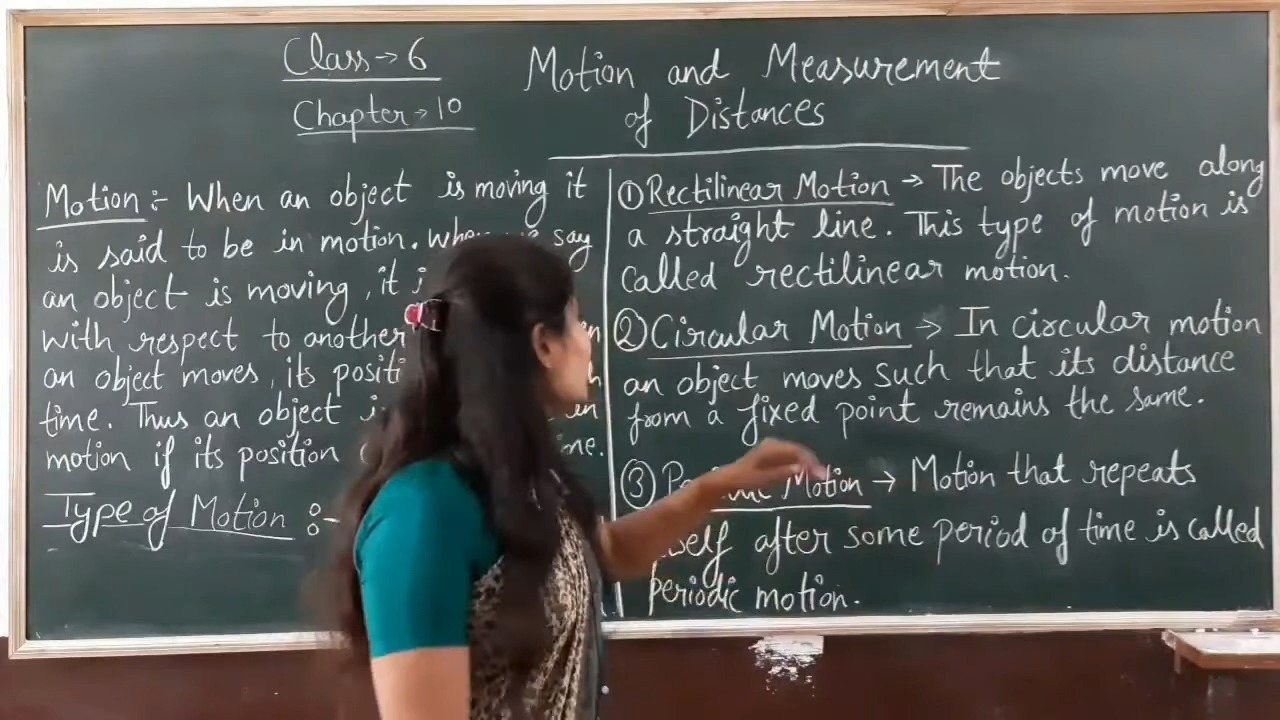 Class → 6
Chapter → 10
Motion and Measurement
of Distances
Motion :- When an object is moving it
is said to be in motion. When we say
an object is moving, it i
with respect to another
an object moves, its positi
time. Thus an object i in
motion if its position
Type of Motion :-
① Rectilinear Motion → The objects move along
a straight line. This type of motion is
called rectilinear motion.
② Circular Motion → In circular motion
an object moves such that its distance
from a fixed point remains the same.
③ Motion → Motion that repeats
itself after some period of time is called
periodic motion.